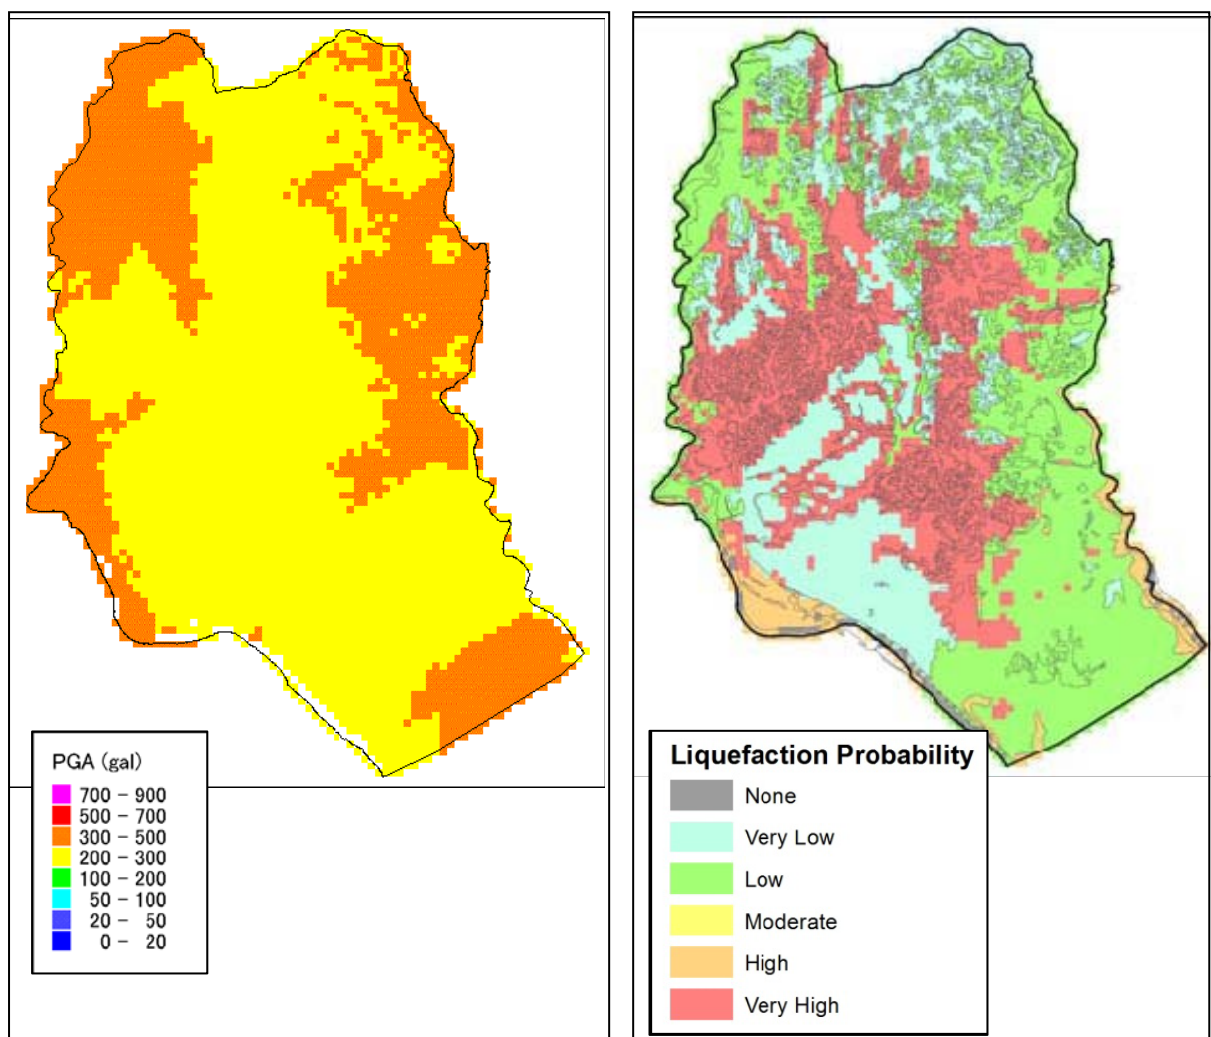 PGA (gal)
700 - 900
500 - 700
300 - 500
200 - 300
100 - 200
50 - 100
20 - 50
0 - 20
Liquefaction Probability
None
Very Low
Low
Moderate
High
Very High